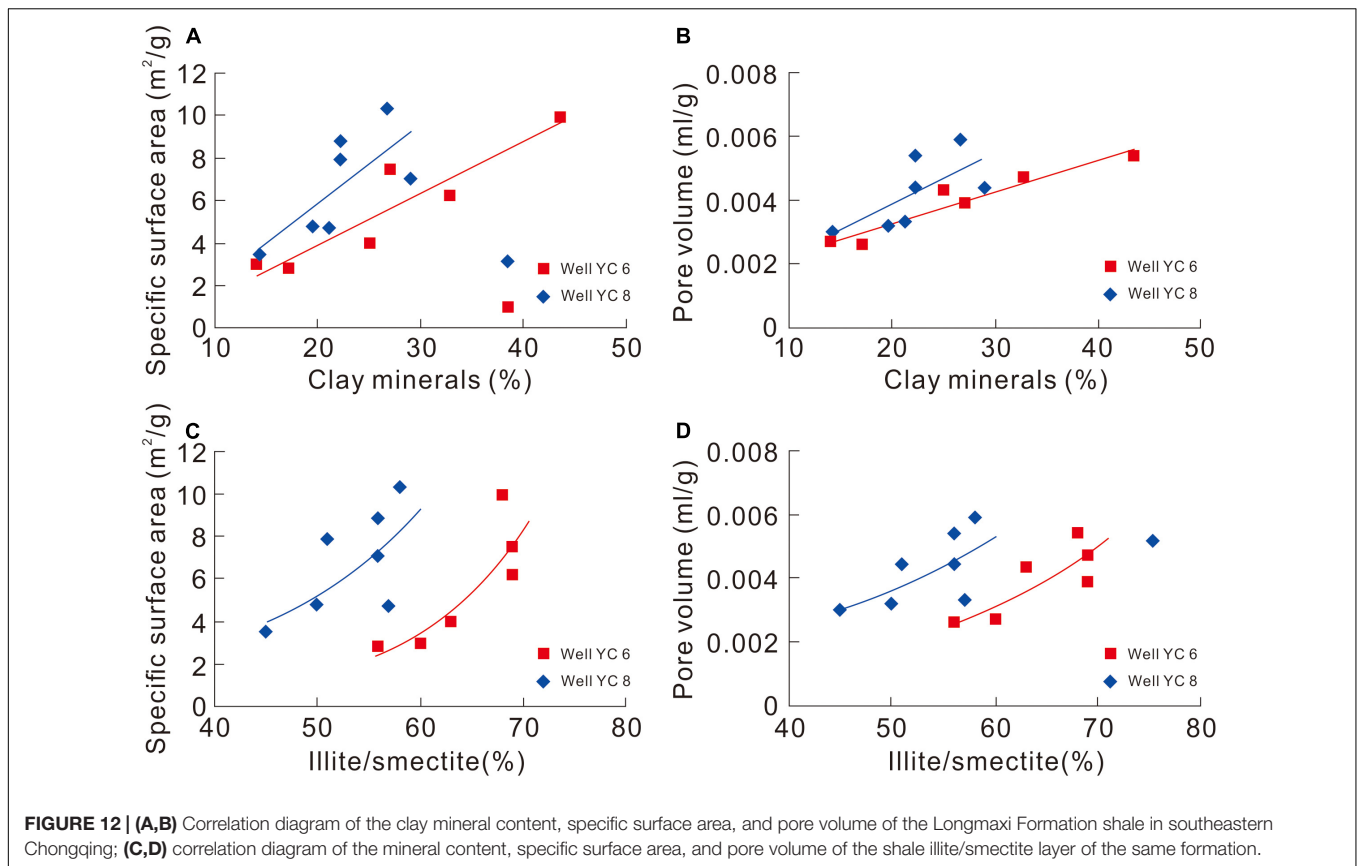 A
Specific surface area (m²/g)
12
10
8
6
4
2
0
10 20 30 40 50
Clay minerals (%)
Well YC 6
Well YC 8
B
Pore volume (ml/g)
0.008
0.006
0.004
0.002
0
10 20 30 40 50
Clay minerals (%)
Well YC 6
Well YC 8
C
Specific surface area (m²/g)
12
10
8
6
4
2
0
40 50 60 70 80
Illite/smectite(%)
Well YC 6
Well YC 8
D
Pore volume (ml/g)
0.008
0.006
0.004
0.002
0
40 50 60 70 80
Illite/smectite(%)
Well YC 6
Well YC 8
FIGURE 12 | (A,B) Correlation diagram of the clay mineral content, specific surface area, and pore volume of the Longmaxi Formation shale in southeastern
Chongqing; (C,D) correlation diagram of the mineral content, specific surface area, and pore volume of the shale illite/smectite layer of the same formation.